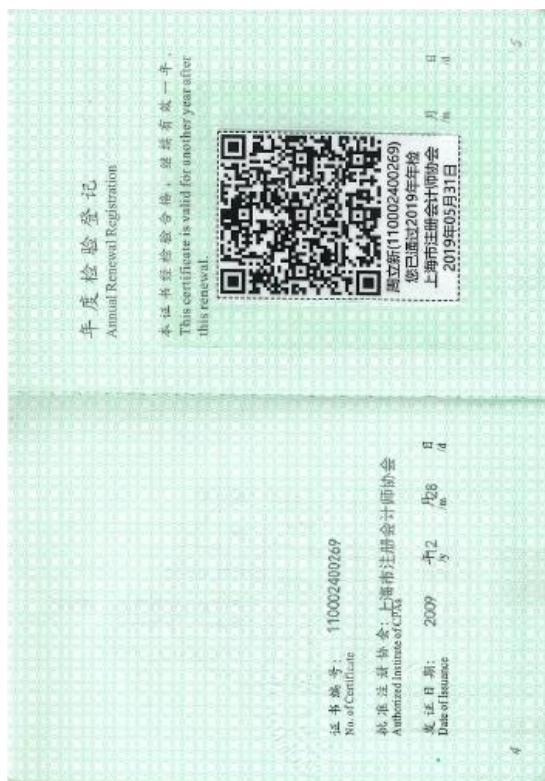 证书编号： 110002400269
No. of Certificate
批准注册协会：上海市注册会计师协会
Authorized Institute of CPAs
发证日期： 2009 年12 月28 日
Date of Issuance /y /m /d
4
年度检验登记
Annual Renewal Registration
本证书经检验合格，继续有效一年.
This certificate is valid for another year after
this renewal.
周立新(110002400269)
您已通过2019年年检
上海市注册会计师协会
2019年05月31日
月 日
/m /d
5